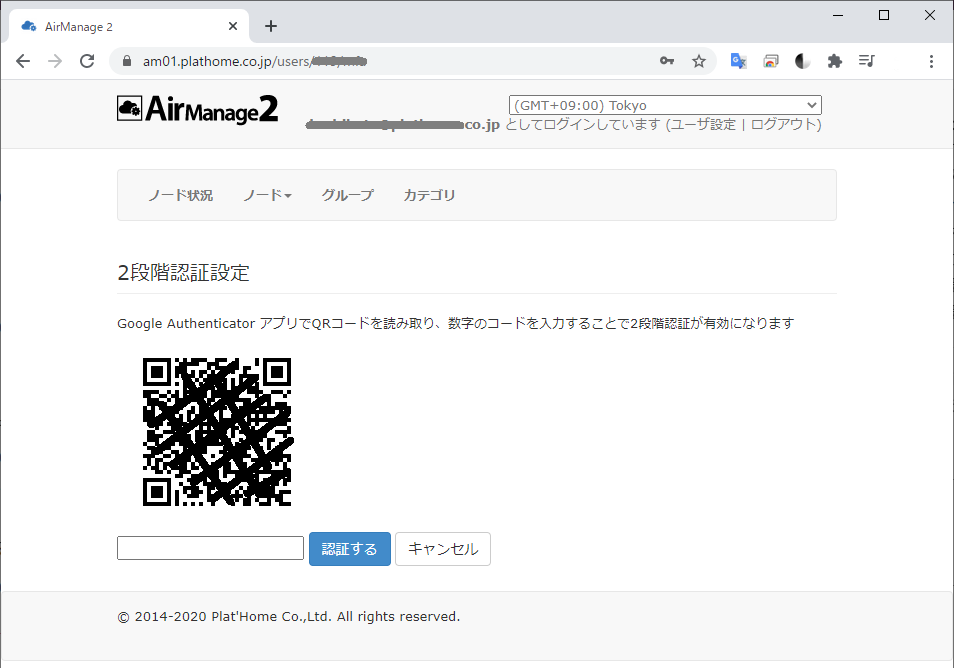 AirManage 2
am01.plathome.co.jp/users/
AirManage2
(GMT+09:00) Tokyo
co.jp としてログインしています (ユーザ設定 | ログアウト)
ノード状況 ノード グループ カテゴリ
2段階認証設定
Google Authenticator アプリでQRコードを読み取り、数字のコードを入力することで2段階認証が有効になります
認証する キャンセル
© 2014-2020 Plat'Home Co.,Ltd. All rights reserved.